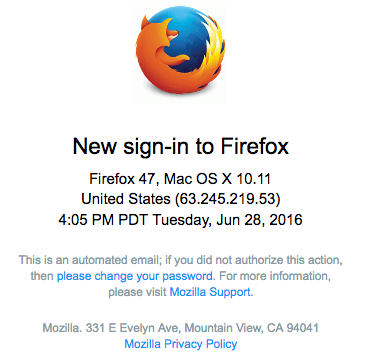 New sign-in to Firefox
Firefox 47, Mac OS X 10.11
United States (63.245.219.53)
4:05 PM PDT Tuesday, Jun 28, 2016
This is an automated email; if you did not authorize this action,
then please change your password. For more information,
please visit Mozilla Support.
Mozilla. 331 E Evelyn Ave, Mountain View, CA 94041
Mozilla Privacy Policy